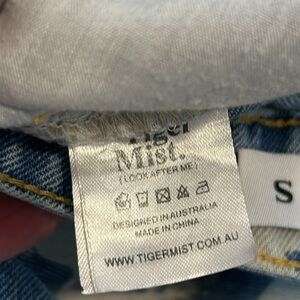 Tiger
Mist.
[ LOOK AFTER ME ]
DESIGNED IN AUSTRALIA
MADE IN CHINA
WWW.TIGERMIST.COM.AU
S